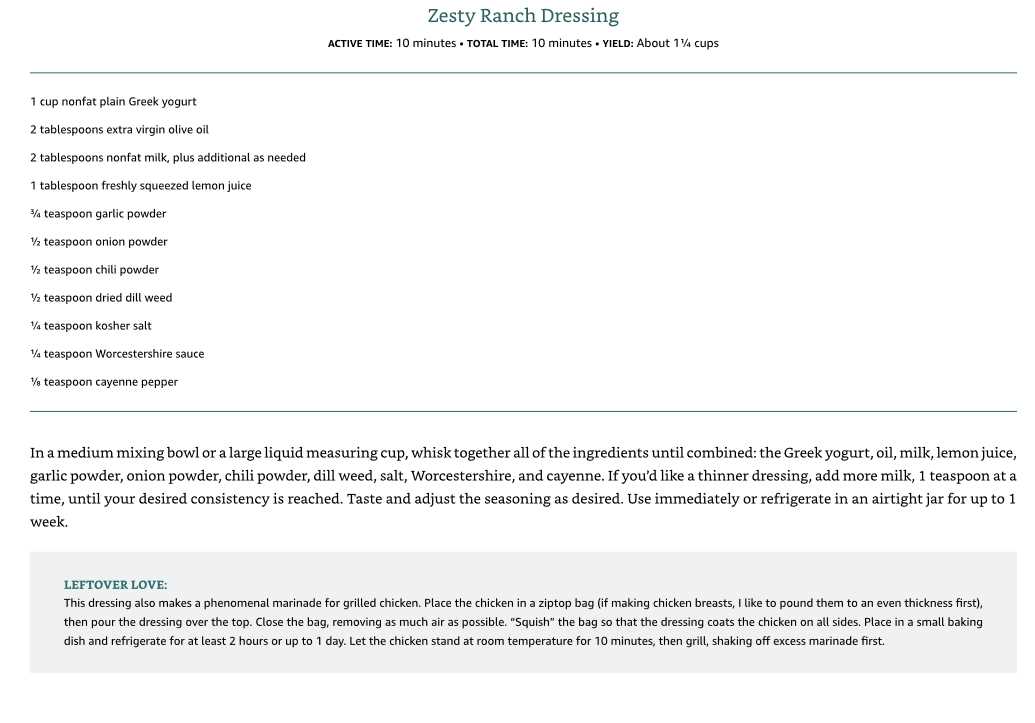 Zesty Ranch Dressing
ACTIVE TIME: 10 minutes • TOTAL TIME: 10 minutes • YIELD: About 1¼ cups
1 cup nonfat plain Greek yogurt
2 tablespoons extra virgin olive oil
2 tablespoons nonfat milk, plus additional as needed
1 tablespoon freshly squeezed lemon juice
¾ teaspoon garlic powder
½ teaspoon onion powder
½ teaspoon chili powder
½ teaspoon dried dill weed
¼ teaspoon kosher salt
¼ teaspoon Worcestershire sauce
⅛ teaspoon cayenne pepper
In a medium mixing bowl or a large liquid measuring cup, whisk together all of the ingredients until combined: the Greek yogurt, oil, milk, lemon juice,
garlic powder, onion powder, chili powder, dill weed, salt, Worcestershire, and cayenne. If you’d like a thinner dressing, add more milk, 1 teaspoon at a
time, until your desired consistency is reached. Taste and adjust the seasoning as desired. Use immediately or refrigerate in an airtight jar for up to 1
week.
LEFTOVER LOVE:
This dressing also makes a phenomenal marinade for grilled chicken. Place the chicken in a ziptop bag (if making chicken breasts, I like to pound them to an even thickness first),
then pour the dressing over the top. Close the bag, removing as much air as possible. “Squish” the bag so that the dressing coats the chicken on all sides. Place in a small baking
dish and refrigerate for at least 2 hours or up to 1 day. Let the chicken stand at room temperature for 10 minutes, then grill, shaking off excess marinade first.